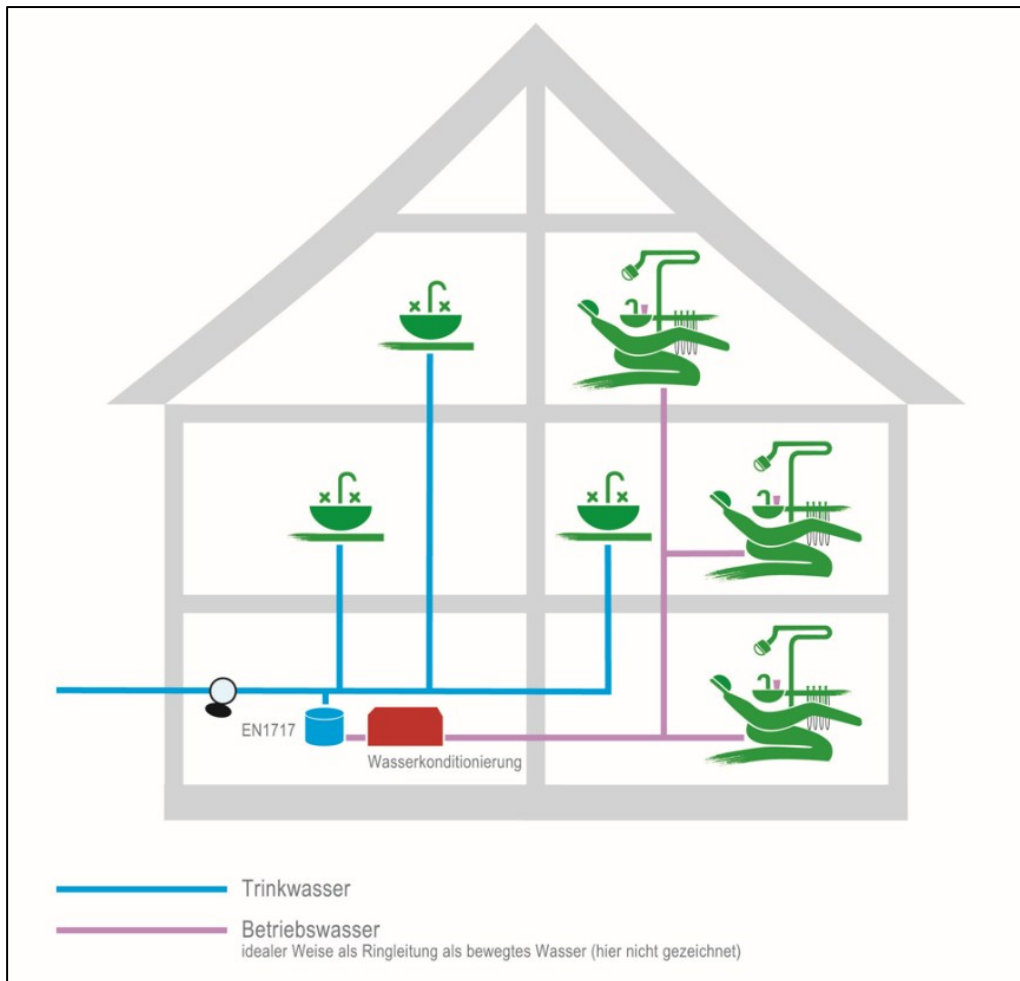 EN1717
Wasserkonditionierung
Trinkwasser
Betriebswasser
idealer Weise als Ringleitung als bewegtes Wasser (hier nicht gezeichnet)